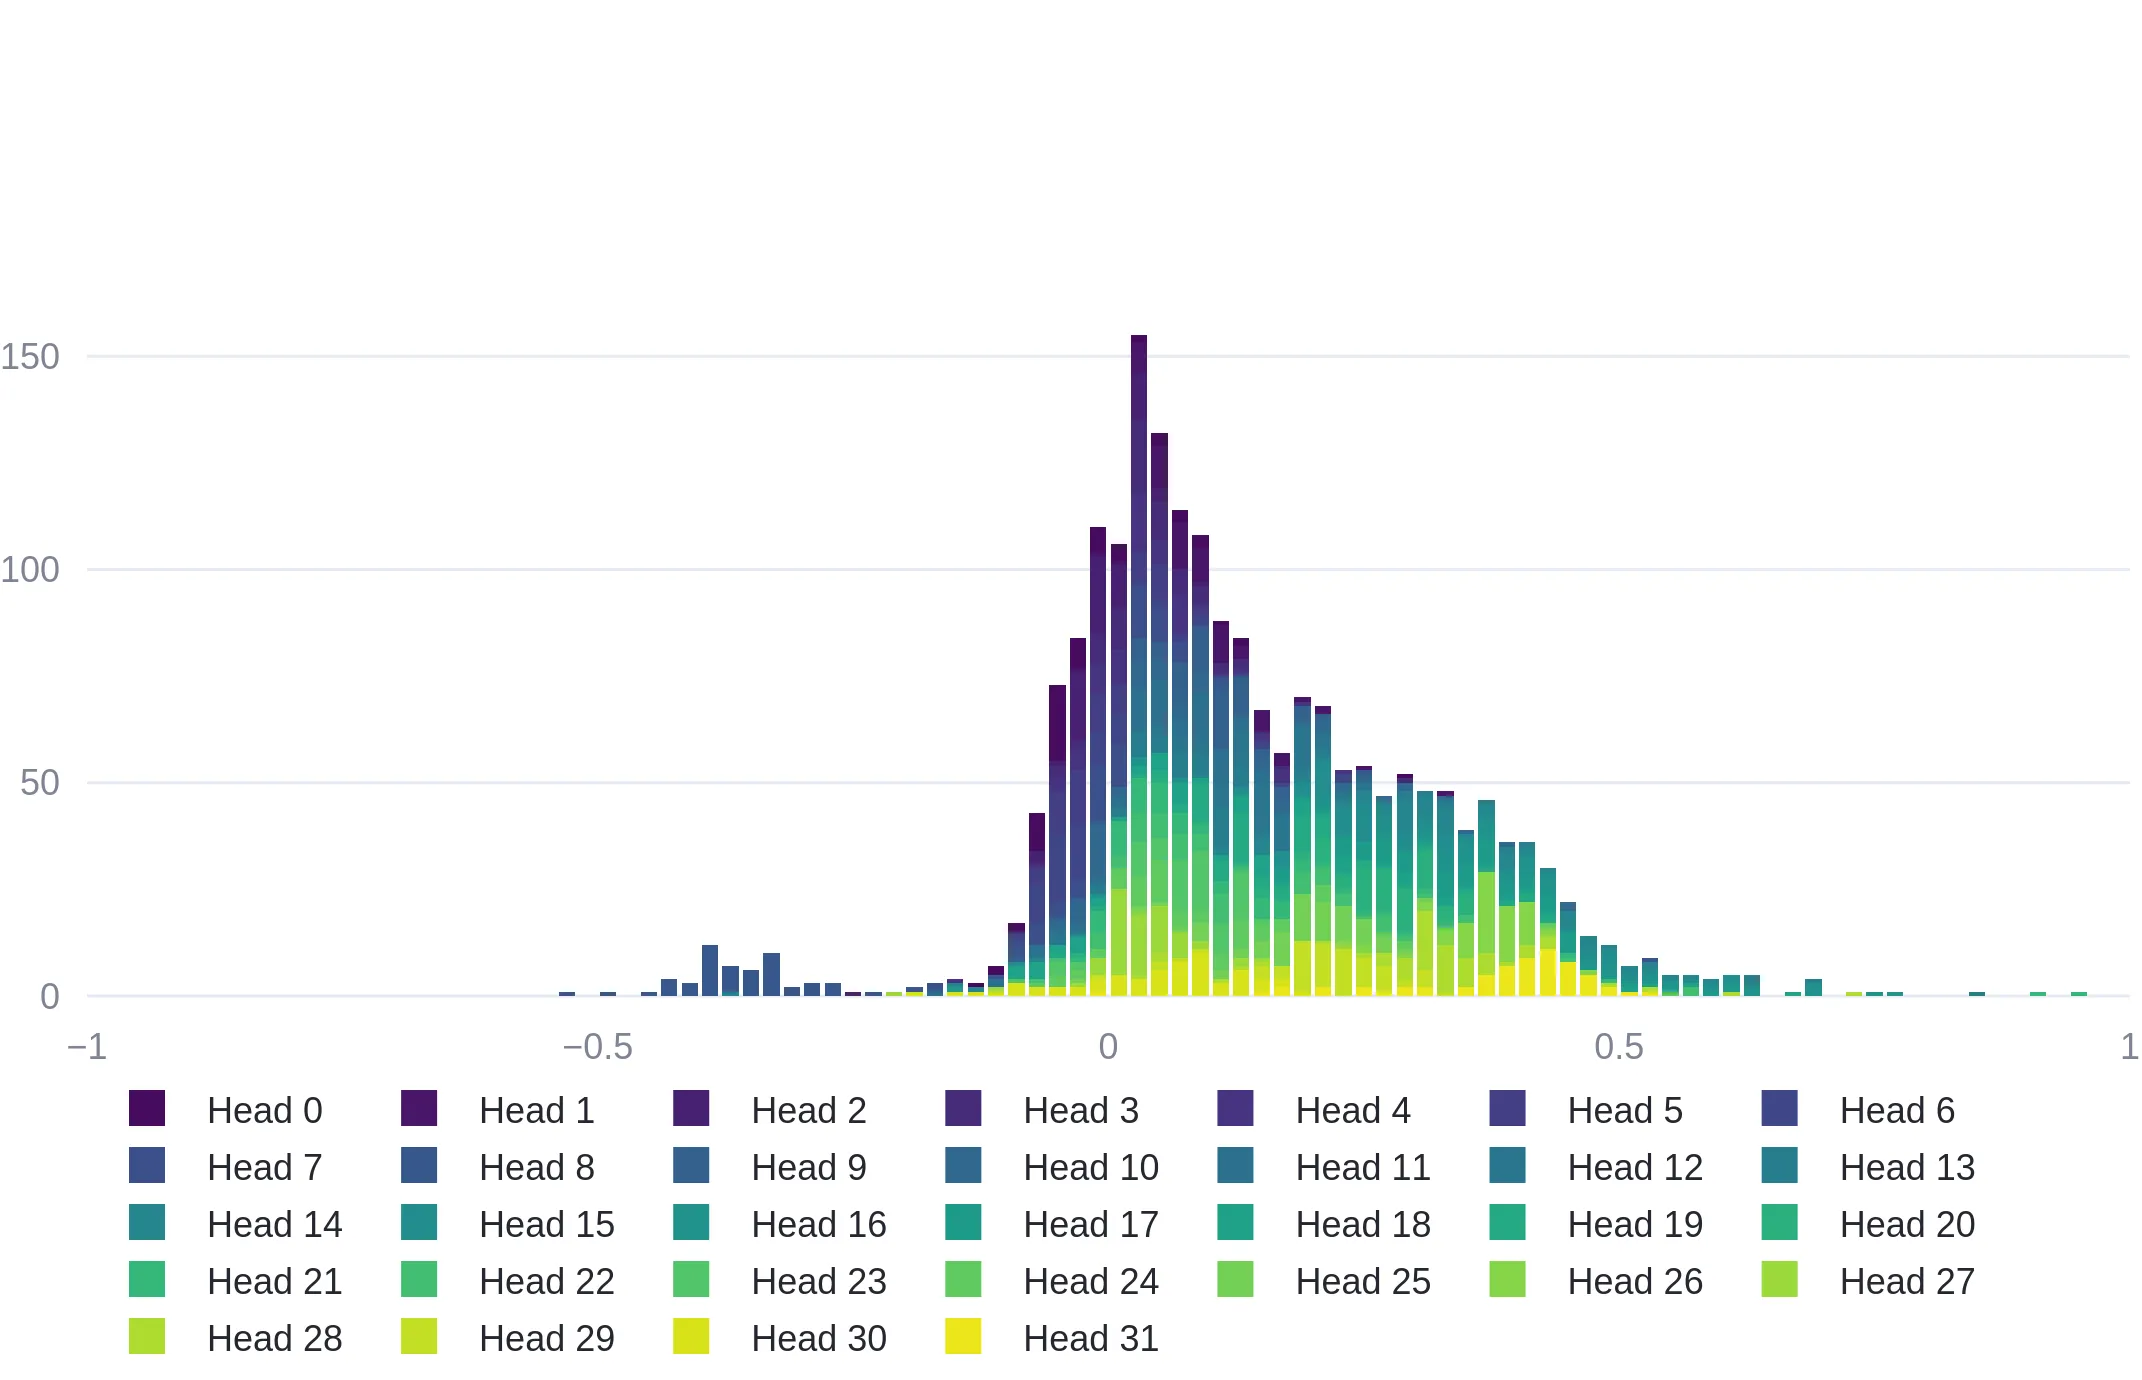 150
100
50
0
−1 −0.5 0 0.5 1
Head 0 Head 1 Head 2 Head 3 Head 4 Head 5 Head 6
Head 7 Head 8 Head 9 Head 10 Head 11 Head 12 Head 13
Head 14 Head 15 Head 16 Head 17 Head 18 Head 19 Head 20
Head 21 Head 22 Head 23 Head 24 Head 25 Head 26 Head 27
Head 28 Head 29 Head 30 Head 31